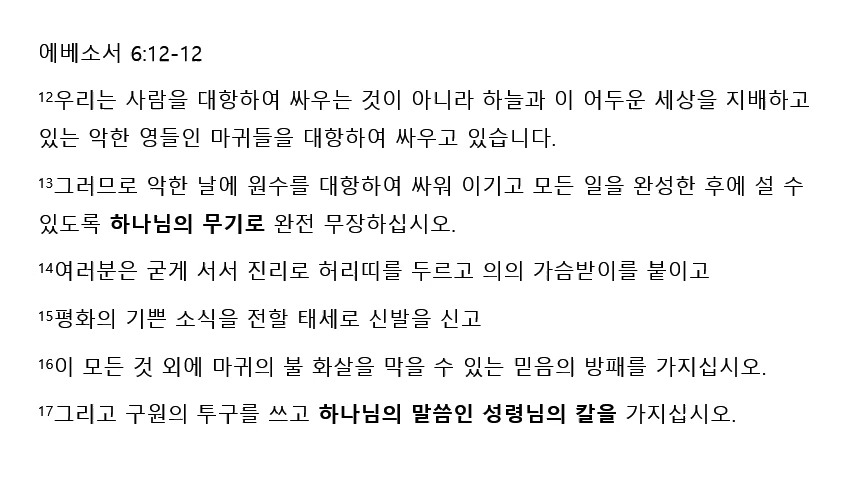 에베소서 6:12-12
¹²우리는 사람을 대항하여 싸우는 것이 아니라 하늘과 이 어두운 세상을 지배하고
있는 악한 영들인 마귀들을 대항하여 싸우고 있습니다.
¹³그러므로 악한 날에 원수를 대항하여 싸워 이기고 모든 일을 완성한 후에 설 수
있도록 하나님의 무기로 완전 무장하십시오.
¹⁴여러분은 굳게 서서 진리로 허리띠를 두르고 의의 가슴받이를 붙이고
¹⁵평화의 기쁜 소식을 전할 태세로 신발을 신고
¹⁶이 모든 것 외에 마귀의 불 화살을 막을 수 있는 믿음의 방패를 가지십시오.
¹⁷그리고 구원의 투구를 쓰고 하나님의 말씀인 성령님의 칼을 가지십시오.